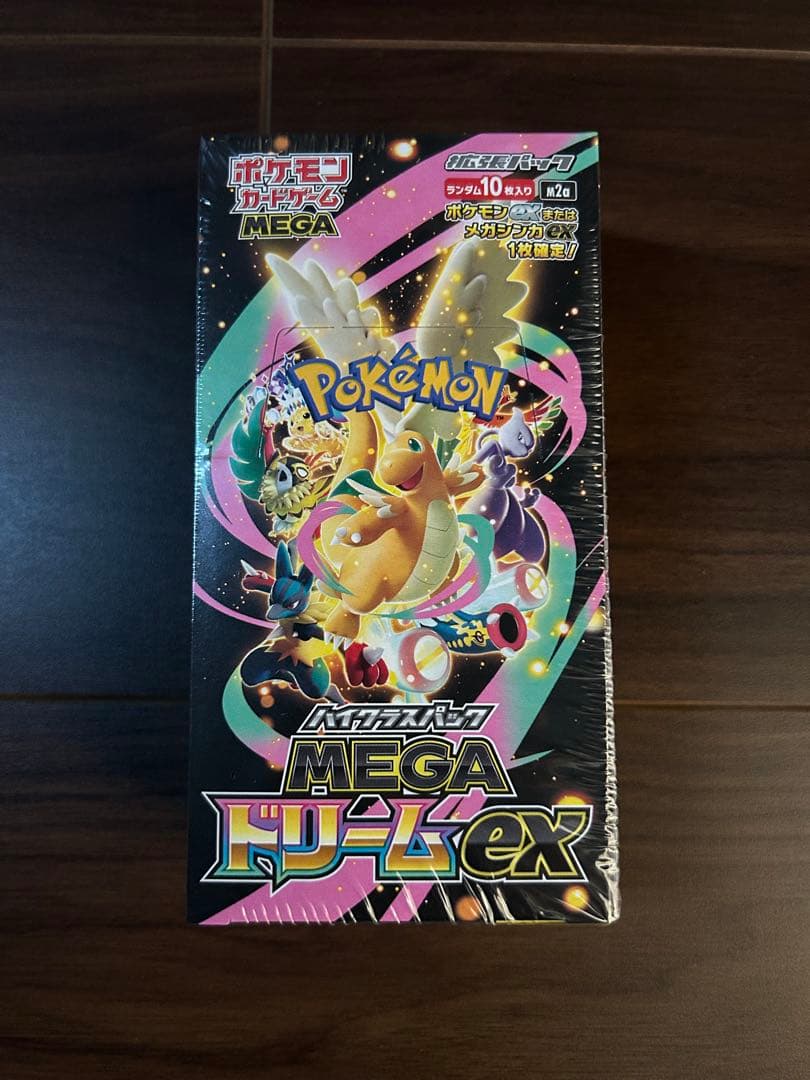 ポケモン
カードゲーム
MEGA
拡張パック
ランダム10枚入り M2a
ポケモンexまたは
メガシンカex
1枚確定!
POKéMON
TM
ハイクラスパック
MEGA
ドリームex